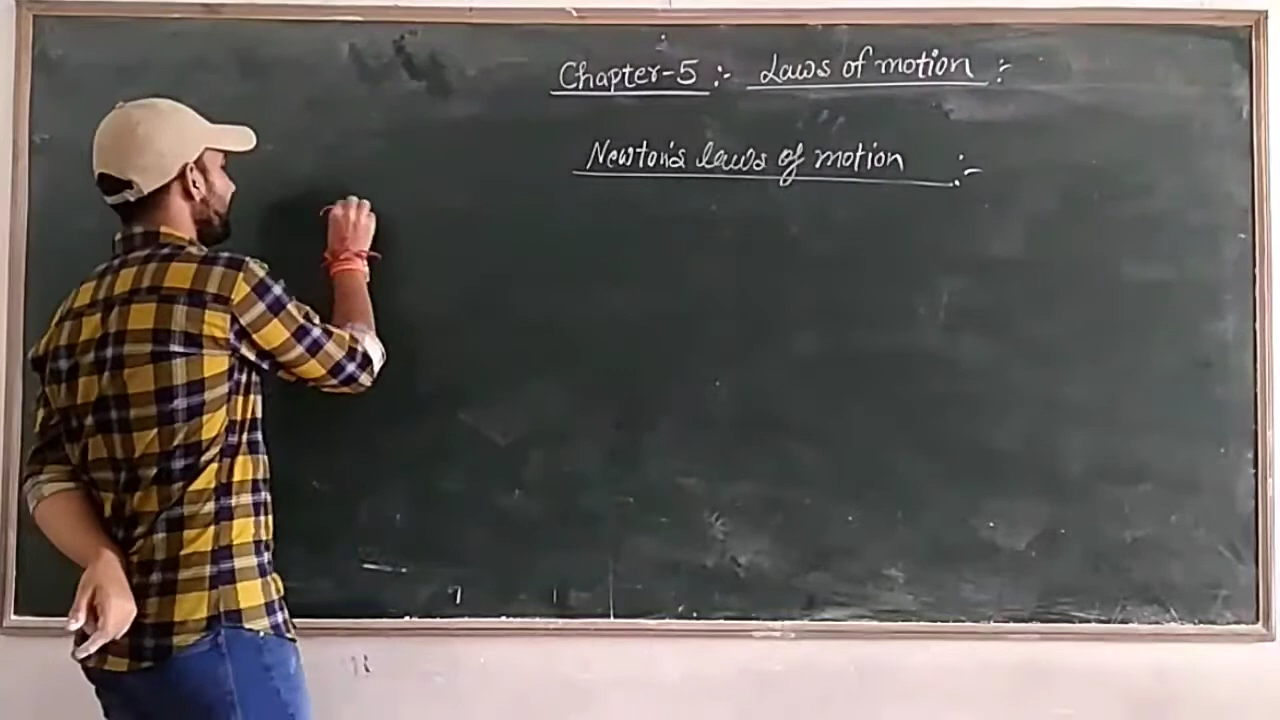 Chapter-5 :- Laws of motion :-
Newton's laws of motion :-